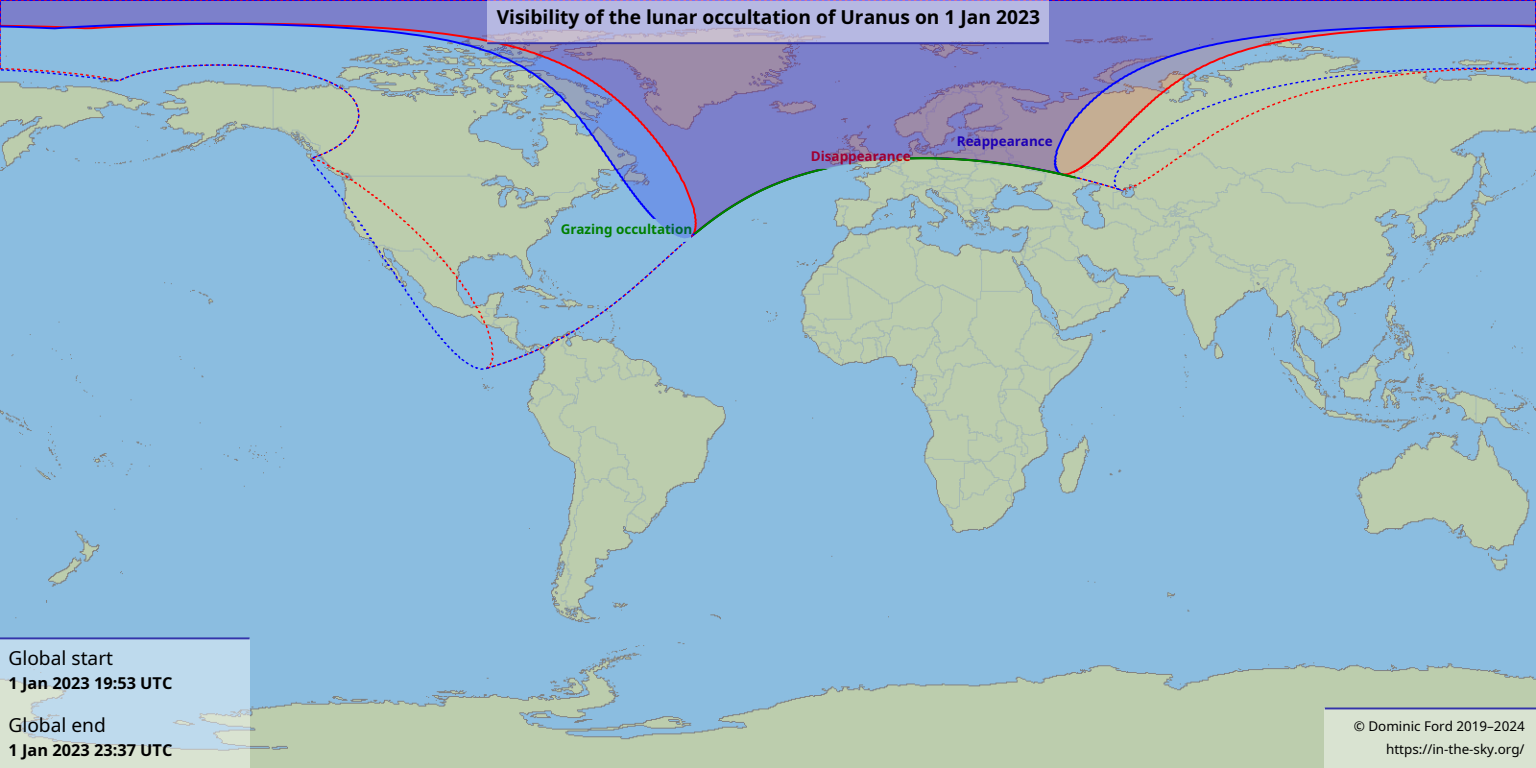 Visibility of the lunar occultation of Uranus on 1 Jan 2023
Reappearance
Disappearance
Grazing occultation
Global start
1 Jan 2023 19:53 UTC
Global end
1 Jan 2023 23:37 UTC
© Dominic Ford 2019–2024
https://in-the-sky.org/